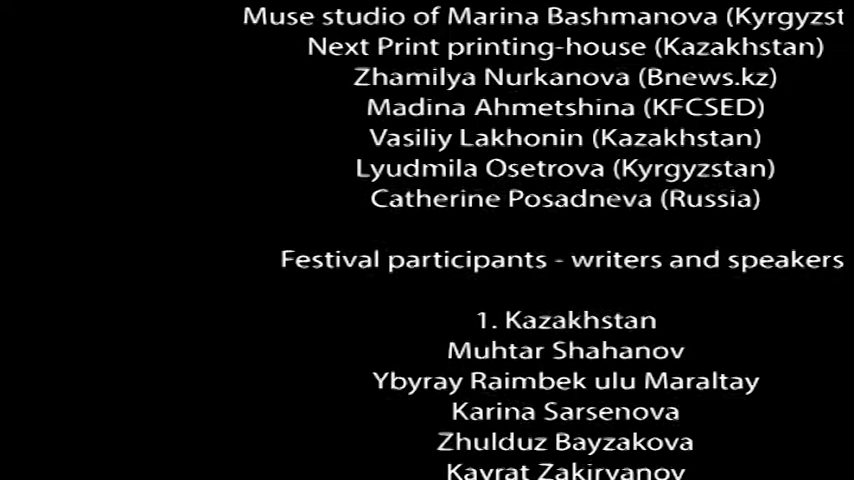 Muse studio of Marina Bashmanova (Kyrgyzst
Next Print printing-house (Kazakhstan)
Zhamilya Nurkanova (Bnews.kz)
Madina Ahmetshina (KFCSED)
Vasiliy Lakhonin (Kazakhstan)
Lyudmila Osetrova (Kyrgyzstan)
Catherine Posadneva (Russia)
Festival participants - writers and speakers
1. Kazakhstan
Muhtar Shahanov
Ybyray Raimbek ulu Maraltay
Karina Sarsenova
Zhulduz Bayzakova
Kayrat Zakiryanov